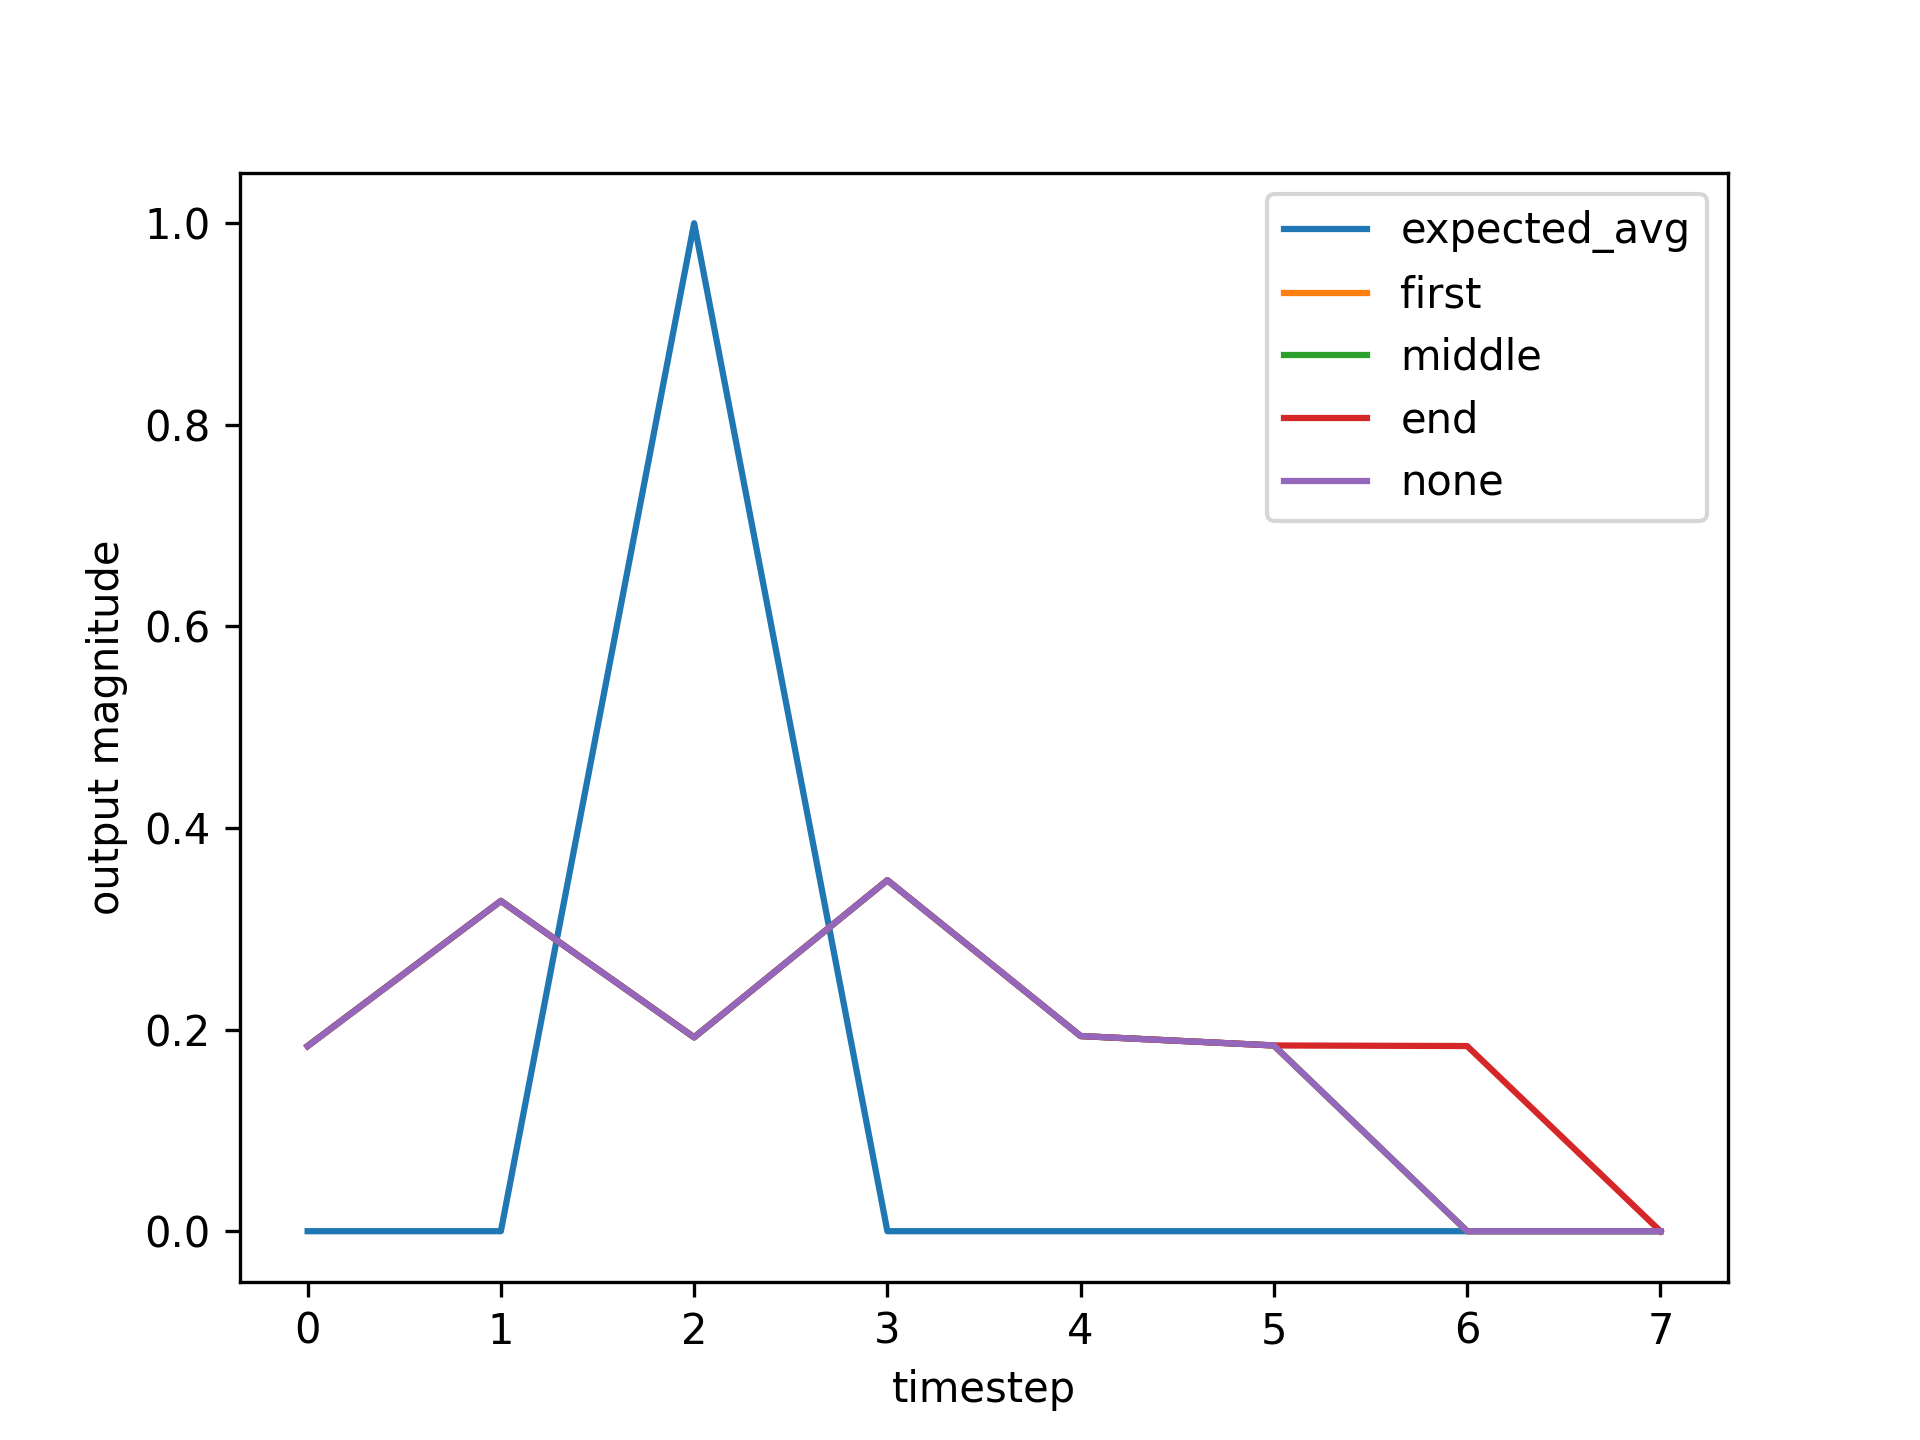 1.0
0.8
0.6
0.4
0.2
0.0
output magnitude
expected_avg
first
middle
end
none
0 1 2 3 4 5 6 7
timestep